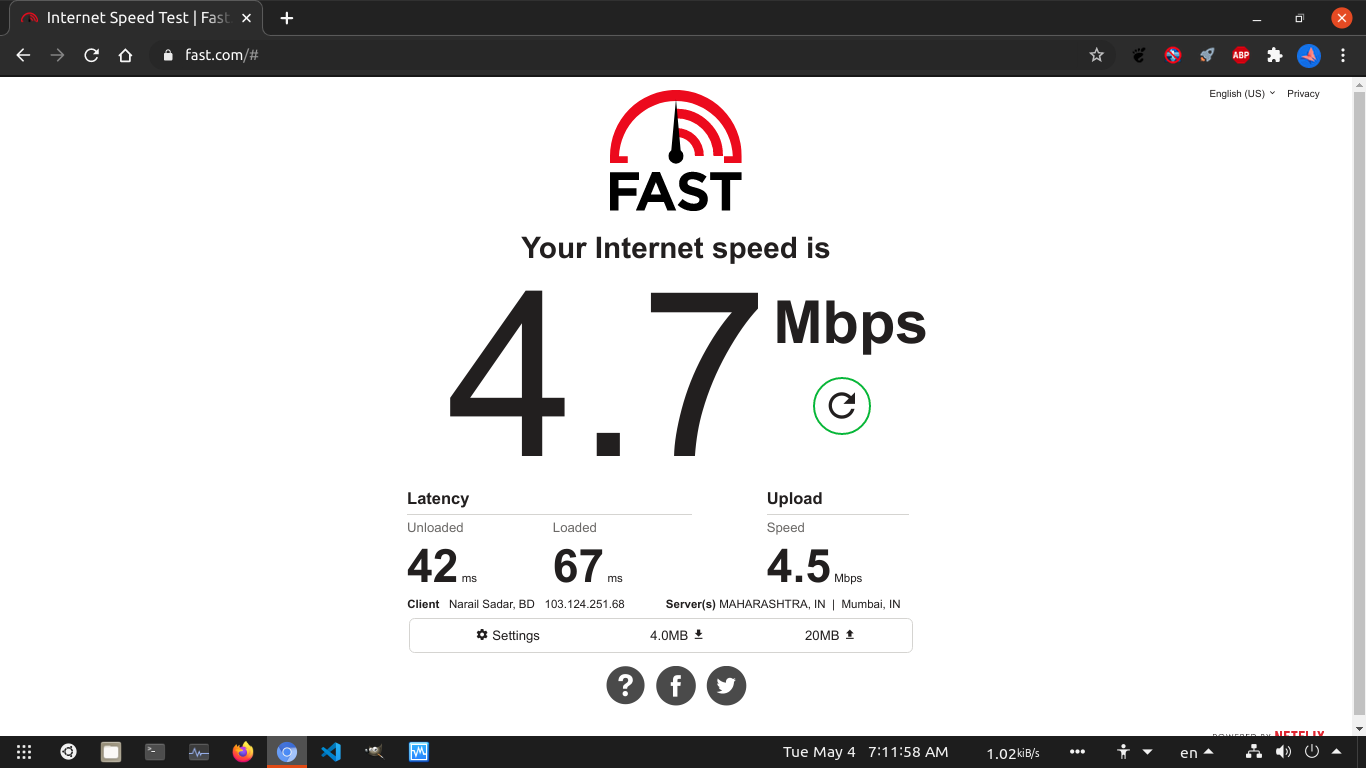 Internet Speed Test | Fast
fast.com/#
ABP
English (US) Privacy
FAST
Your Internet speed is
4.7 Mbps
Latency Upload
Unloaded Loaded Speed
42 ms 67 ms 4.5 Mbps
Client Narail Sadar, BD 103.124.251.68 Server(s) MAHARASHTRA, IN | Mumbai, IN
Settings 4.0MB 20MB
? f
POWERED BY NETFLIX
Tue May 4 7:11:58 AM 1.02kiB/s en